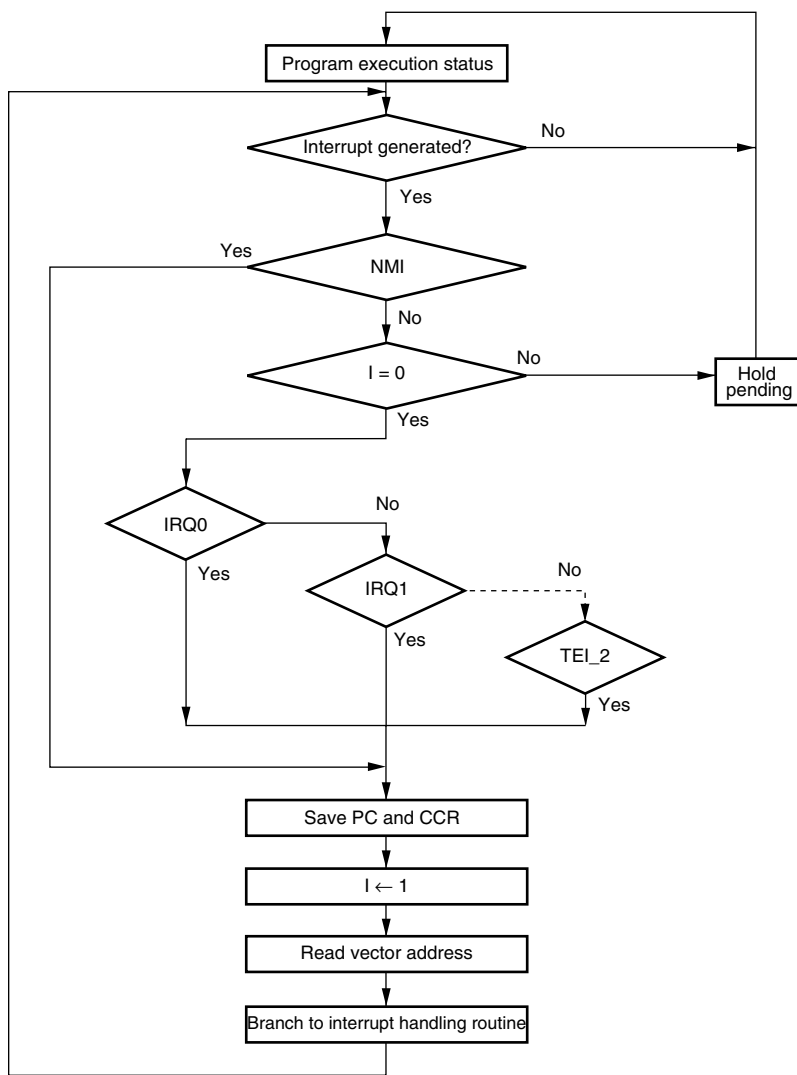 Program execution status
Interrupt generated?
No
Yes
Yes
NMI
No
I = 0
No
Hold
pending
Yes
IRQ0
No
Yes
IRQ1
No
Yes
TEI_2
Yes
Save PC and CCR
I ← 1
Read vector address
Branch to interrupt handling routine